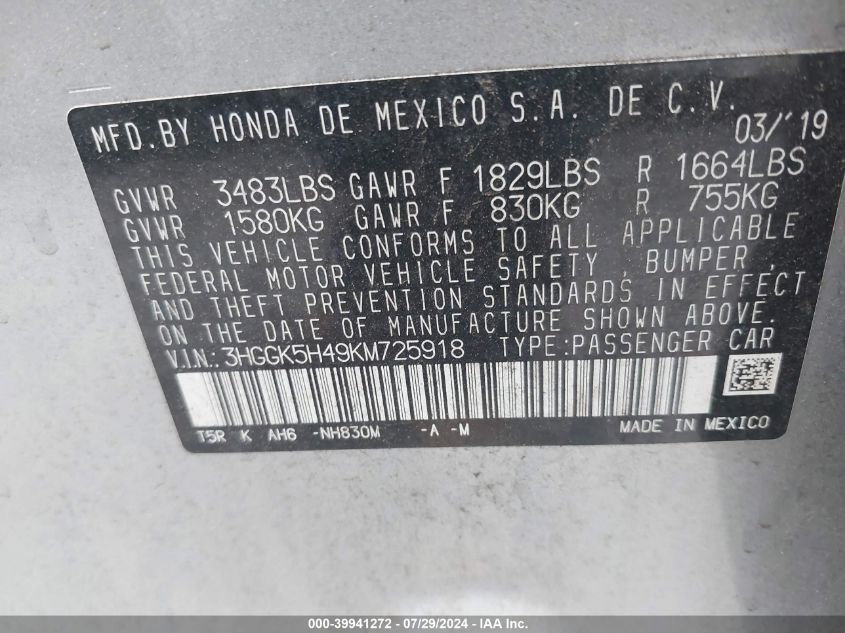 MFD.BY HONDA DE MEXICO S.A. DE C.V.
03/'19
GVWR 3483LBS GAWR F 1829LBS R 1664LBS
GVWR 1580KG GAWR F 830KG R 755KG
THIS VEHICLE CONFORMS TO ALL APPLICABLE
FEDERAL MOTOR VEHICLE SAFETY , BUMPER ,
AND THEFT PREVENTION STANDARDS IN EFFECT
ON THE DATE OF MANUFACTURE SHOWN ABOVE.
V.I.N.: 3HGGK5H49KM725918 TYPE:PASSENGER CAR
T5R K AH6 -NH830M -A -M MADE IN MEXICO
000-39941272 - 07/29/2024 - IAA Inc.